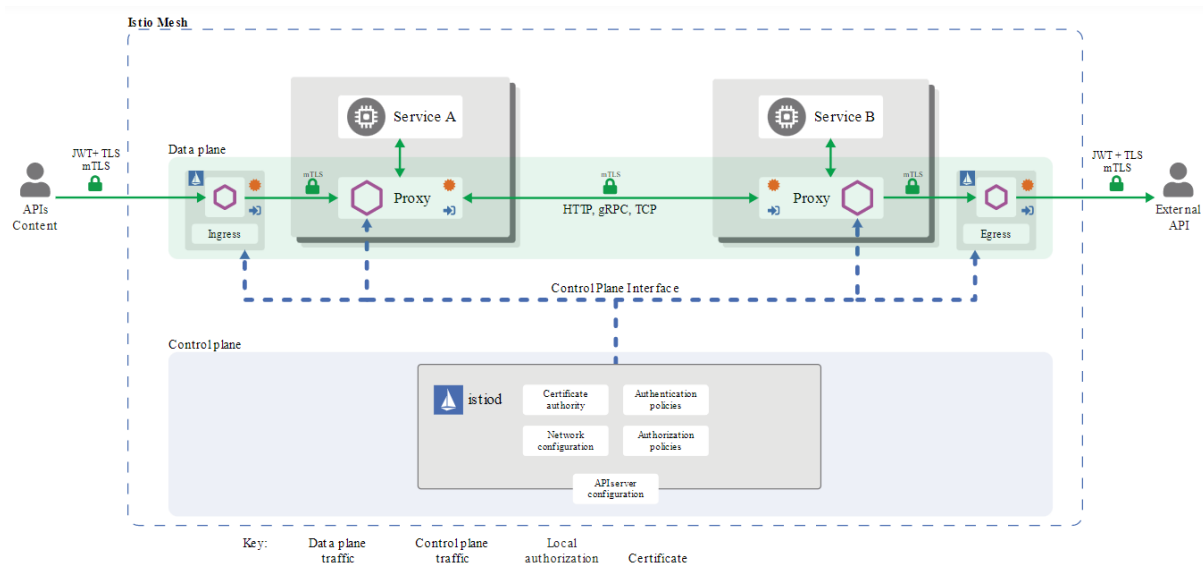 Istio Mesh
Service A
Service B
Data plane
JWT+ TLS
mTLS
mTLS
mTLS
mTLS
JWT + TLS
mTLS
Proxy
Proxy
HTTP, gRPC, TCP
APIs
Content
Ingress
Egress
External
API
Control Plane Interface
Control plane
istiod
Certificate
authority
Authentication
policies
Network
configuration
Authorization
policies
API server
configuration
Key:
Data plane
traffic
Control plane
traffic
Local
authorization
Certificate